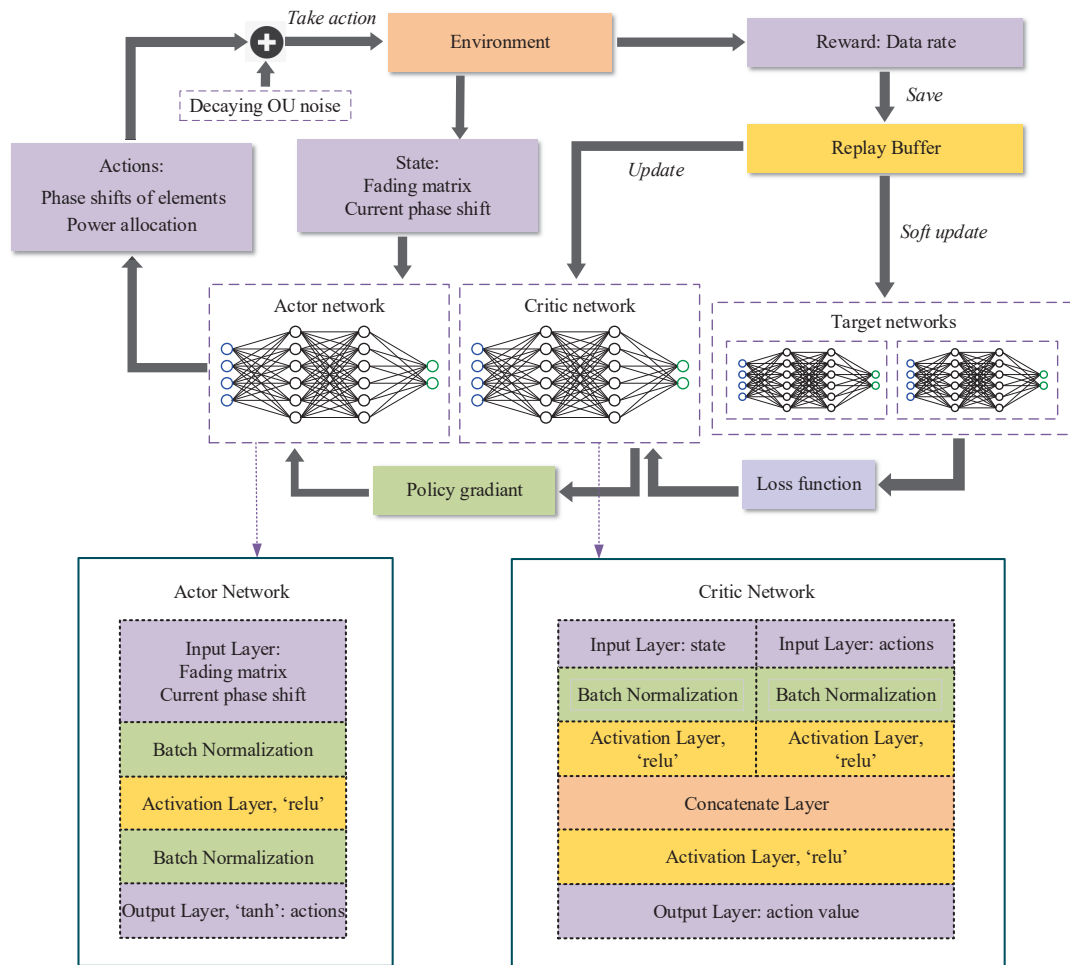 Take action
Environment
Reward: Data rate
Decaying OU noise
Save
Actions:
Phase shifts of elements
Power allocation
State:
Fading matrix
Current phase shift
Update
Replay Buffer
Soft update
Actor network
Critic network
Target networks
Policy gradiant
Loss function
Actor Network
Input Layer:
Fading matrix
Current phase shift
Batch Normalization
Activation Layer, ‘relu’
Batch Normalization
Output Layer, ‘tanh’: actions
Critic Network
Input Layer: state
Input Layer: actions
Batch Normalization
Batch Normalization
Activation Layer,
‘relu’
Activation Layer,
‘relu’
Concatenate Layer
Activation Layer, ‘relu’
Output Layer: action value